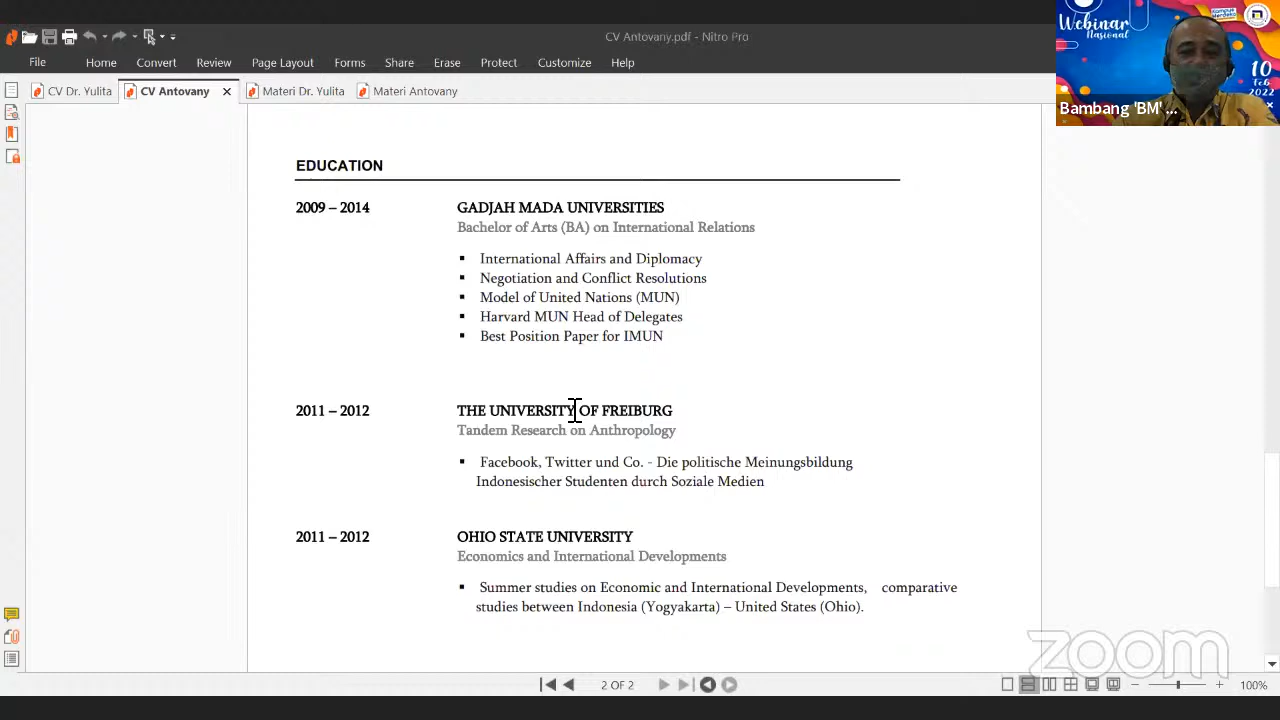 CV Antovany.pdf - Nitro Pro
File Home Convert Review Page Layout Forms Share Erase Protect Customize Help
CV Dr. Yulita CV Antovany Materi Dr. Yulita Materi Antovany
Webinar
Nasional
Kampus
Merdeka
10
Feb
2022
Bambang 'BM' ...
EDUCATION
2009 – 2014 GADJAH MADA UNIVERSITIES
Bachelor of Arts (BA) on International Relations
▪ International Affairs and Diplomacy
▪ Negotiation and Conflict Resolutions
▪ Model of United Nations (MUN)
▪ Harvard MUN Head of Delegates
▪ Best Position Paper for IMUN
2011 – 2012 THE UNIVERSITY OF FREIBURG
Tandem Research on Anthropology
▪ Facebook, Twitter und Co. - Die politische Meinungsbildung
Indonesischer Studenten durch Soziale Medien
2011 – 2012 OHIO STATE UNIVERSITY
Economics and International Developments
▪ Summer studies on Economic and International Developments, comparative
studies between Indonesia (Yogyakarta) – United States (Ohio).
zoom
2 OF 2
100%